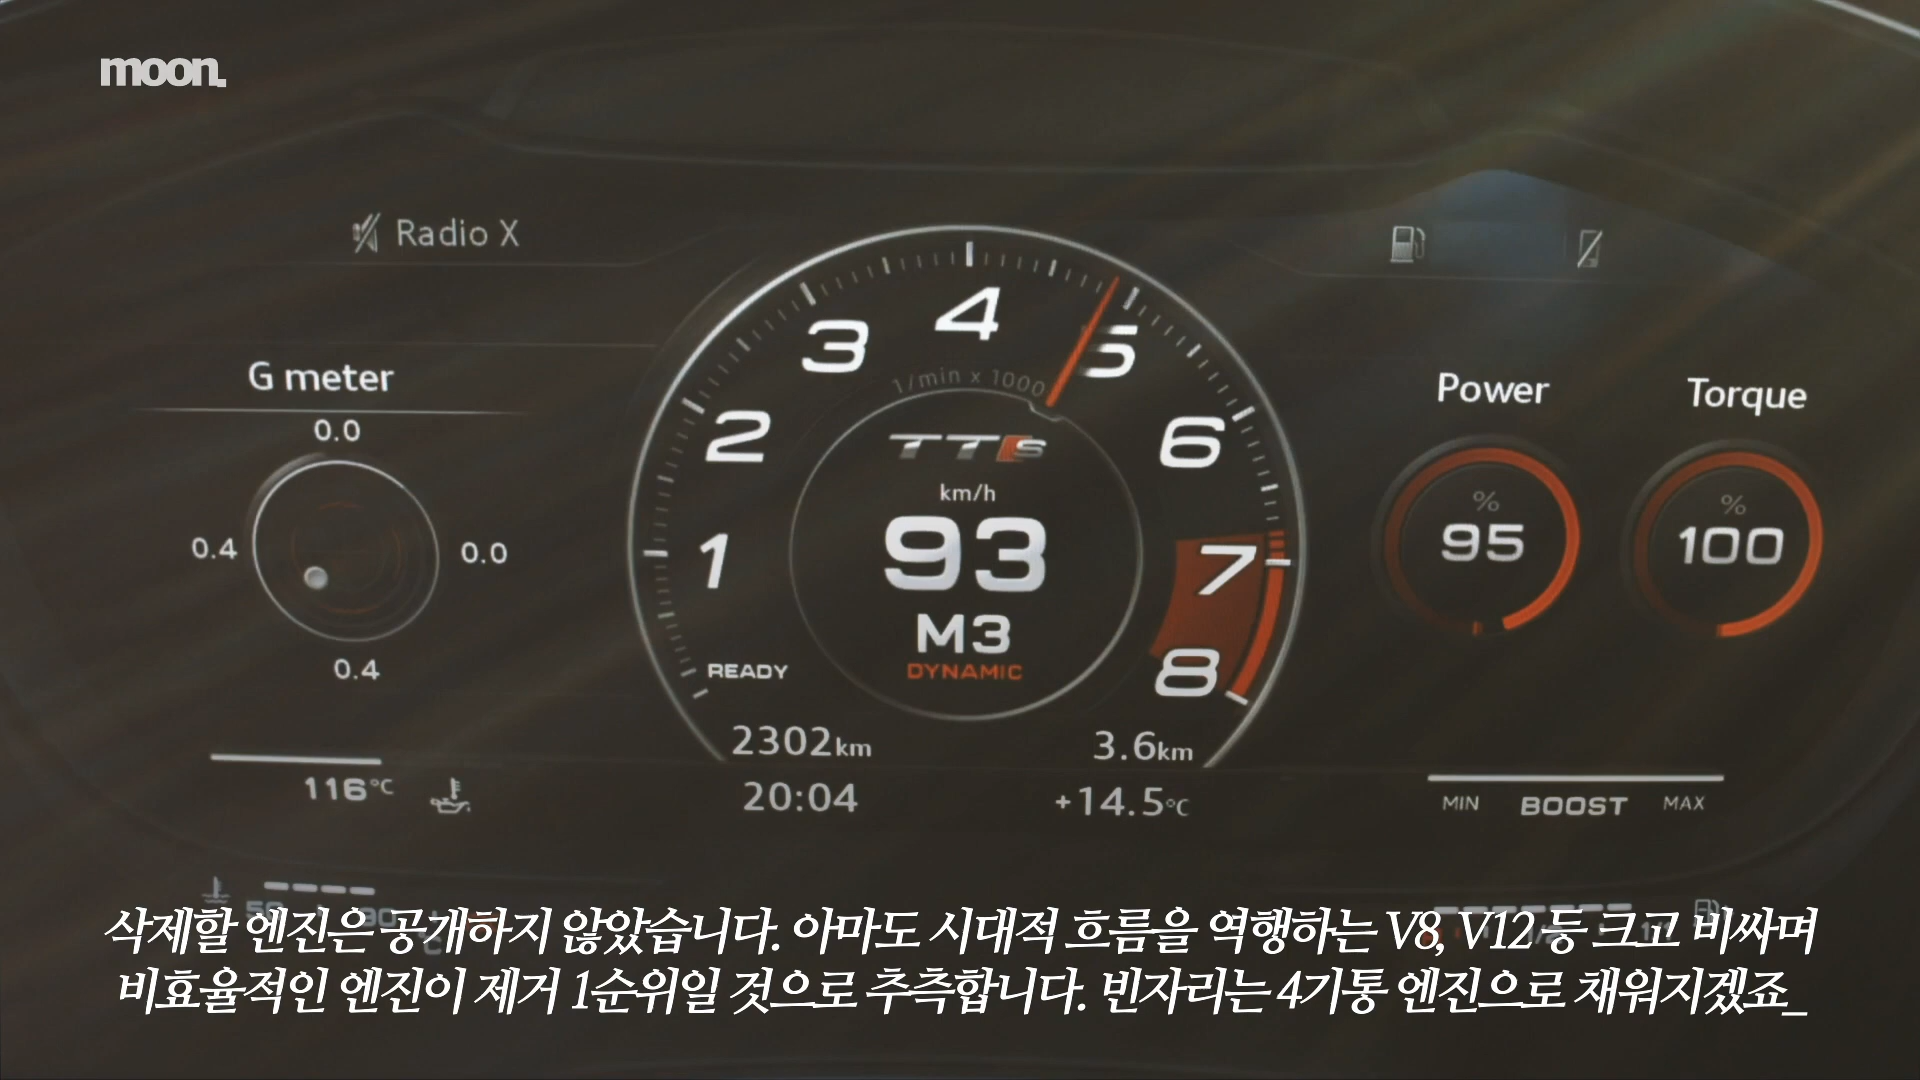 moon.
Radio X
G meter
0.0
0.4
0.0
0.4
116°C
1
2
3
4
5
6
7
8
1/min x 1000
TTS
km/h
93
M3
DYNAMIC
READY
2302km
3.6km
20:04
+14.5°C
Power
% 95
Torque
% 100
MIN BOOST MAX
삭제할 엔진은 공개하지 않았습니다. 아마도 시대적 흐름을 역행하는 V8, V12 등 크고 비싸며
비효율적인 엔진이 제거 1순위일 것으로 추측합니다. 빈자리는 4기통 엔진으로 채워지겠죠_